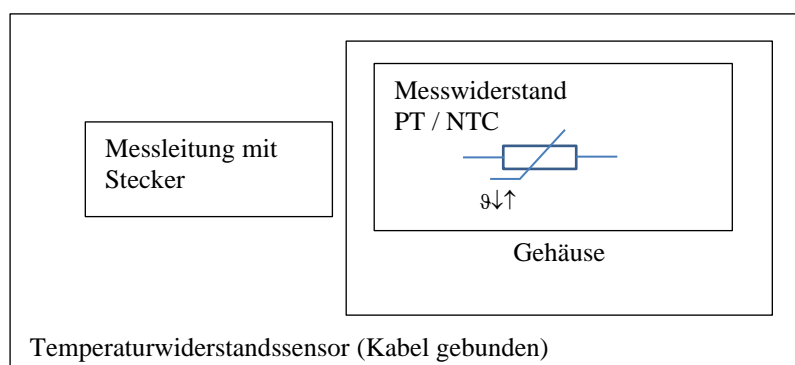 Messwiderstand
PT / NTC
Messleitung mit
Stecker
ϑ↓↑
Gehäuse
Temperaturwiderstandssensor (Kabel gebunden)